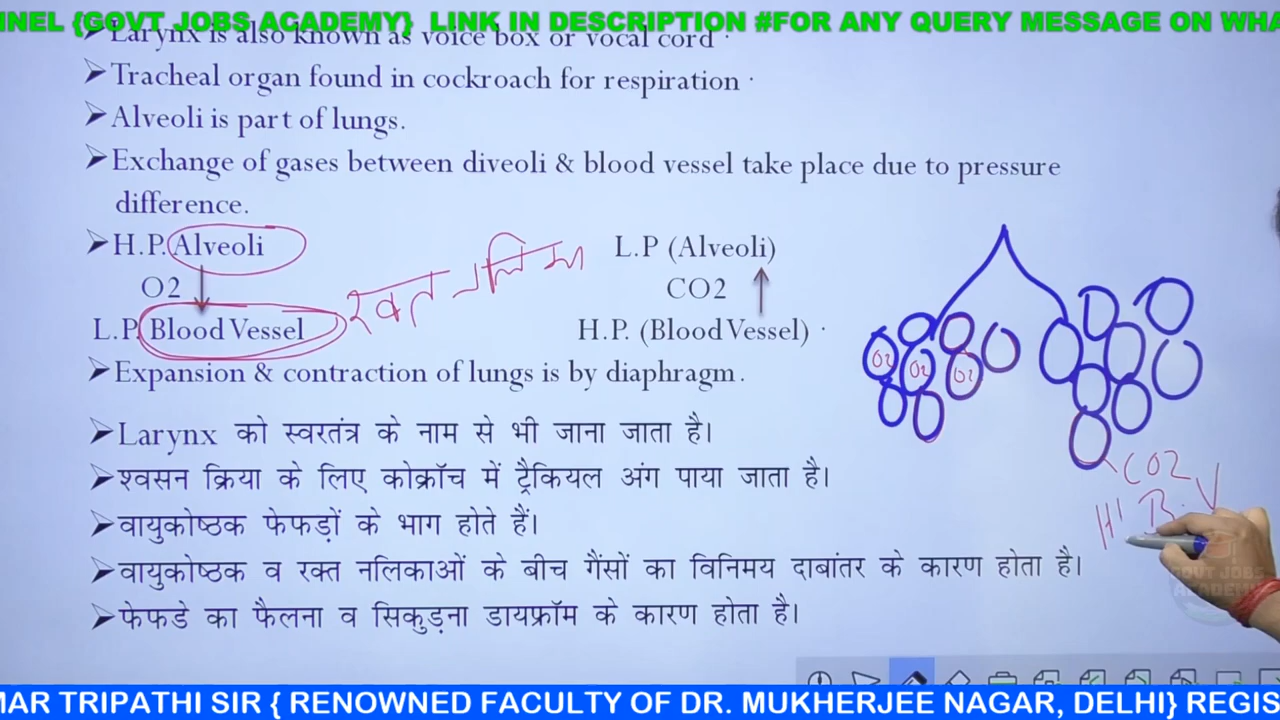 NNEL {GOVT JOBS ACADEMY} LINK IN DESCRIPTION #FOR ANY QUERY MESSAGE ON WHA
➢Larynx is also known as voice box or vocal cord ·
➢Tracheal organ found in cockroach for respiration ·
➢Alveoli is part of lungs.
➢Exchange of gases between diveoli & blood vessel take place due to pressure
difference.
➢H.P. Alveoli L.P (Alveoli)
O2 CO2
L.P. Blood Vessel H.P. (Blood Vessel) ·
रक्त नलिका
O2 O2 O2
➢Expansion & contraction of lungs is by diaphragm.
➢Larynx को स्वरतंत्र के नाम से भी जाना जाता है।
CO2
➢श्वसन क्रिया के लिए कोक्रॉच में ट्रैकियल अंग पाया जाता है।
B.V
➢वायुकोष्ठक फेफड़ों के भाग होते हैं।
➢वायुकोष्ठक व रक्त नलिकाओं के बीच गैंसों का विनिमय दाबांतर के कारण होता है।
GOVT JOBS
ACADEMY
➢फेफडे का फैलना व सिकुड़ना डायफ्रॉम के कारण होता है।
MAR TRIPATHI SIR { RENOWNED FACULTY OF DR. MUKHERJEE NAGAR, DELHI} REGIS